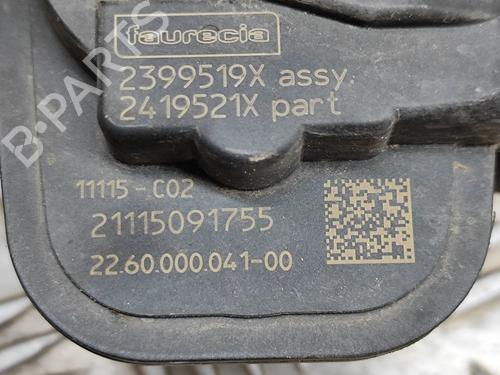 faurecia
2399519X assy
2419521X part
11115-C02
21115091755
22.60.000.041-00
B-PARTS